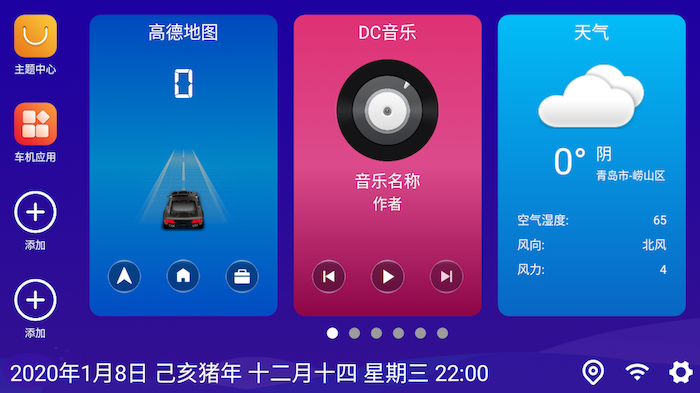 主题中心
车机应用
添加
添加
高德地图
0
DC音乐
音乐名称
作者
天气
0° 阴
青岛市-崂山区
空气湿度: 65
风向: 北风
风力: 4
2020年1月8日 己亥猪年 十二月十四 星期三 22:00